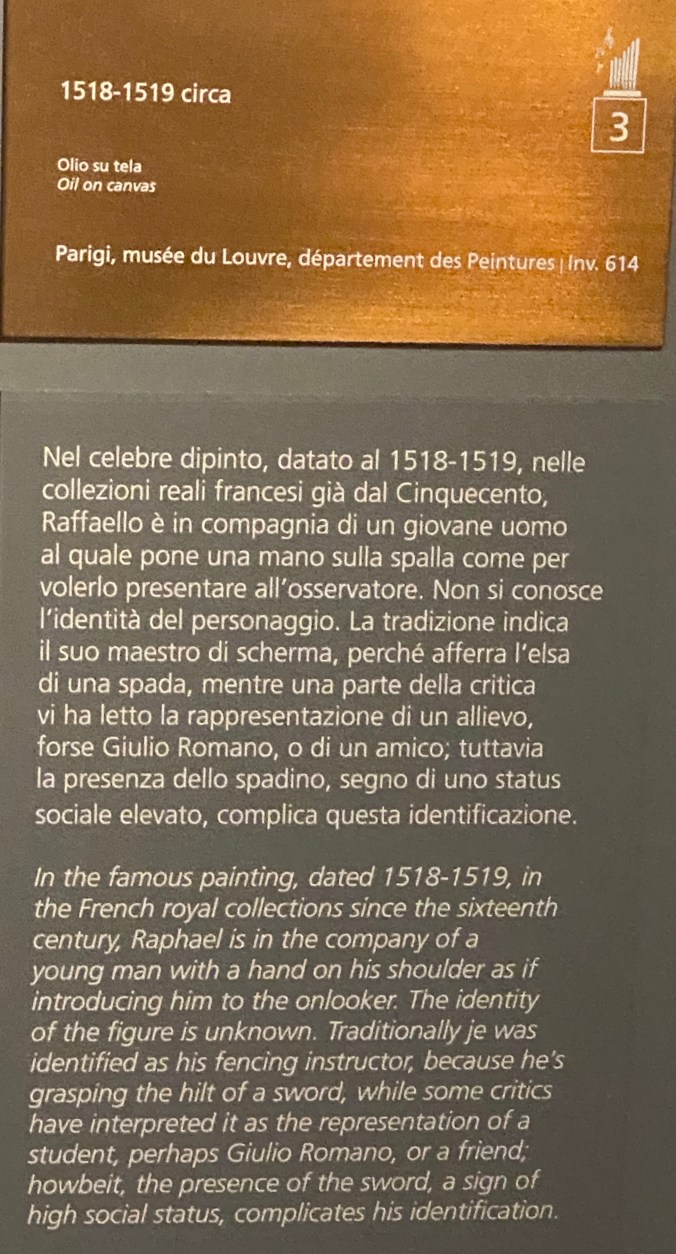 1518-1519 circa
3
Olio su tela
Oil on canvas
Parigi, musée du Louvre, département des Peintures | Inv. 614
Nel celebre dipinto, datato al 1518-1519, nelle
collezioni reali francesi già dal Cinquecento,
Raffaello è in compagnia di un giovane uomo
al quale pone una mano sulla spalla come per
volerlo presentare all'osservatore. Non si conosce
l'identità del personaggio. La tradizione indica
il suo maestro di scherma, perché afferra l'elsa
di una spada, mentre una parte della critica
vi ha letto la rappresentazione di un allievo,
forse Giulio Romano, o di un amico; tuttavia
la presenza dello spadino, segno di uno status
sociale elevato, complica questa identificazione.
In the famous painting, dated 1518-1519, in
the French royal collections since the sixteenth
century, Raphael is in the company of a
young man with a hand on his shoulder as if
introducing him to the onlooker. The identity
of the figure is unknown. Traditionally je was
identified as his fencing instructor, because he's
grasping the hilt of a sword, while some critics
have interpreted it as the representation of a
student, perhaps Giulio Romano, or a friend;
howbeit, the presence of the sword, a sign of
high social status, complicates his identification.